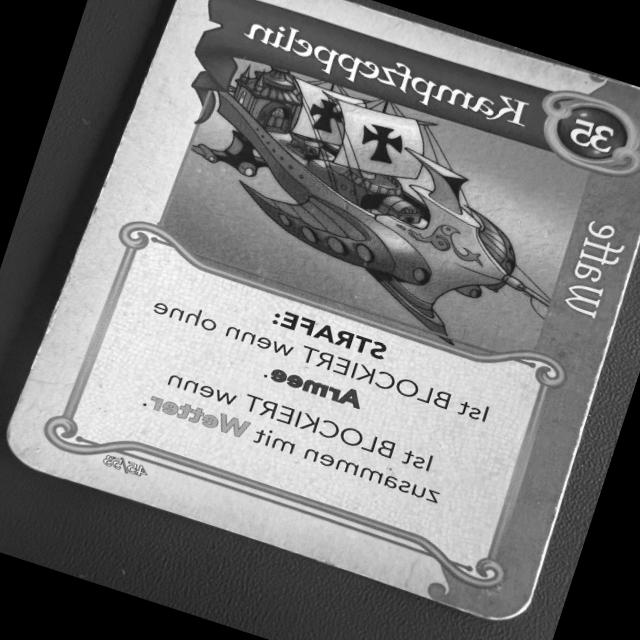 Kampfzeppelin
35
Waffe
STRAFE:
Ist BLOCKIERT wenn ohne
Armee.
Ist BLOCKIERT wenn
zusammen mit Wetter.
45/53